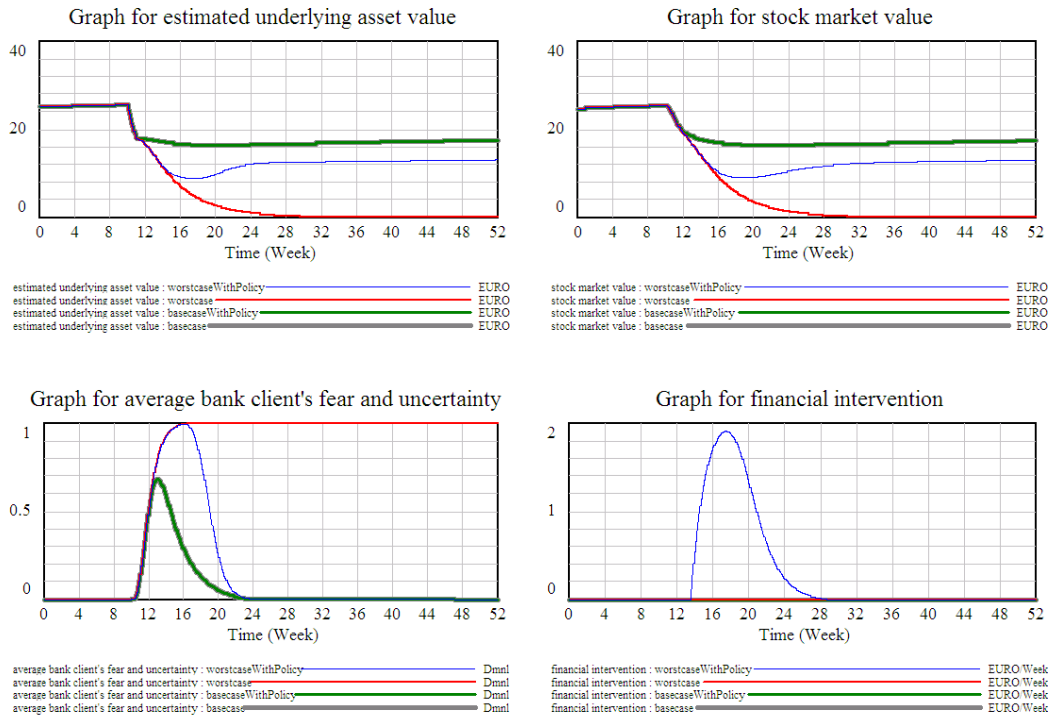 Graph for estimated underlying asset value
40
20
0
0 4 8 12 16 20 24 28 32 36 40 44 48 52
Time (Week)
estimated underlying asset value : worstcaseWithPolicy EURO
estimated underlying asset value : worstcase EURO
estimated underlying asset value : basecaseWithPolicy EURO
estimated underlying asset value : basecase EURO
Graph for stock market value
40
20
0
0 4 8 12 16 20 24 28 32 36 40 44 48 52
Time (Week)
stock market value : worstcaseWithPolicy EURO
stock market value : worstcase EURO
stock market value : basecaseWithPolicy EURO
stock market value : basecase EURO
Graph for average bank client's fear and uncertainty
1
0.5
0
0 4 8 12 16 20 24 28 32 36 40 44 48 52
Time (Week)
average bank client's fear and uncertainty : worstcaseWithPolicy Dmnl
average bank client's fear and uncertainty : worstcase Dmnl
average bank client's fear and uncertainty : basecaseWithPolicy Dmnl
average bank client's fear and uncertainty : basecase Dmnl
Graph for financial intervention
2
1
0
0 4 8 12 16 20 24 28 32 36 40 44 48 52
Time (Week)
financial intervention : worstcaseWithPolicy EURO/Week
financial intervention : worstcase EURO/Week
financial intervention : basecaseWithPolicy EURO/Week
financial intervention : basecase EURO/Week